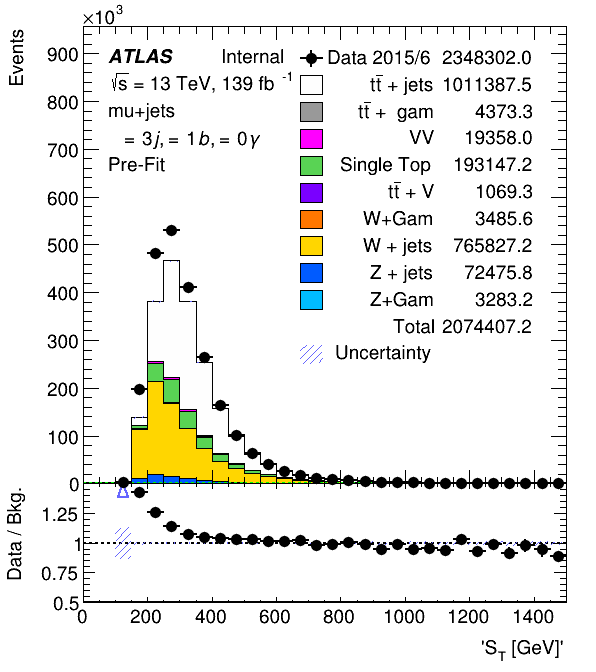 ×10³
Events
900
800
700
600
500
400
300
200
100
0
ATLAS Internal
√s = 13 TeV, 139 fb⁻¹
mu+jets
= 3j, = 1b, = 0γ
Pre-Fit
Data 2015/6 2348302.0
tt̄ + jets 1011387.5
tt̄ + gam 4373.3
VV 19358.0
Single Top 193147.2
tt̄ + V 1069.3
W+Gam 3485.6
W + jets 765827.2
Z + jets 72475.8
Z+Gam 3283.2
Total 2074407.2
Uncertainty
Data / Bkg.
1.25
1
0.75
0.5
0 200 400 600 800 1000 1200 1400
'S_T [GeV]'